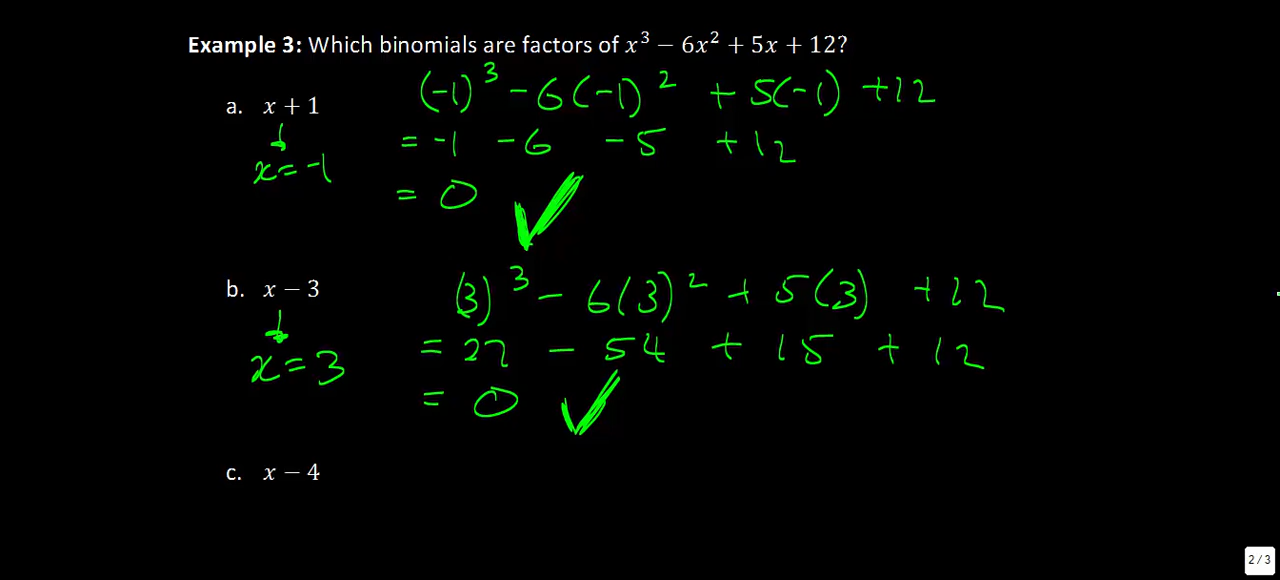 Example 3: Which binomials are factors of x³ − 6x² + 5x + 12?
(-1)³ - 6(-1)² + 5(-1) + 12
a. x + 1
= -1 - 6 - 5 + 12
x = -1
= 0 ✓
b. x − 3
(3)³ - 6(3)² + 5(3) + 12
= 27 - 54 + 15 + 12
x = 3
= 0 ✓
c. x − 4
2 / 3